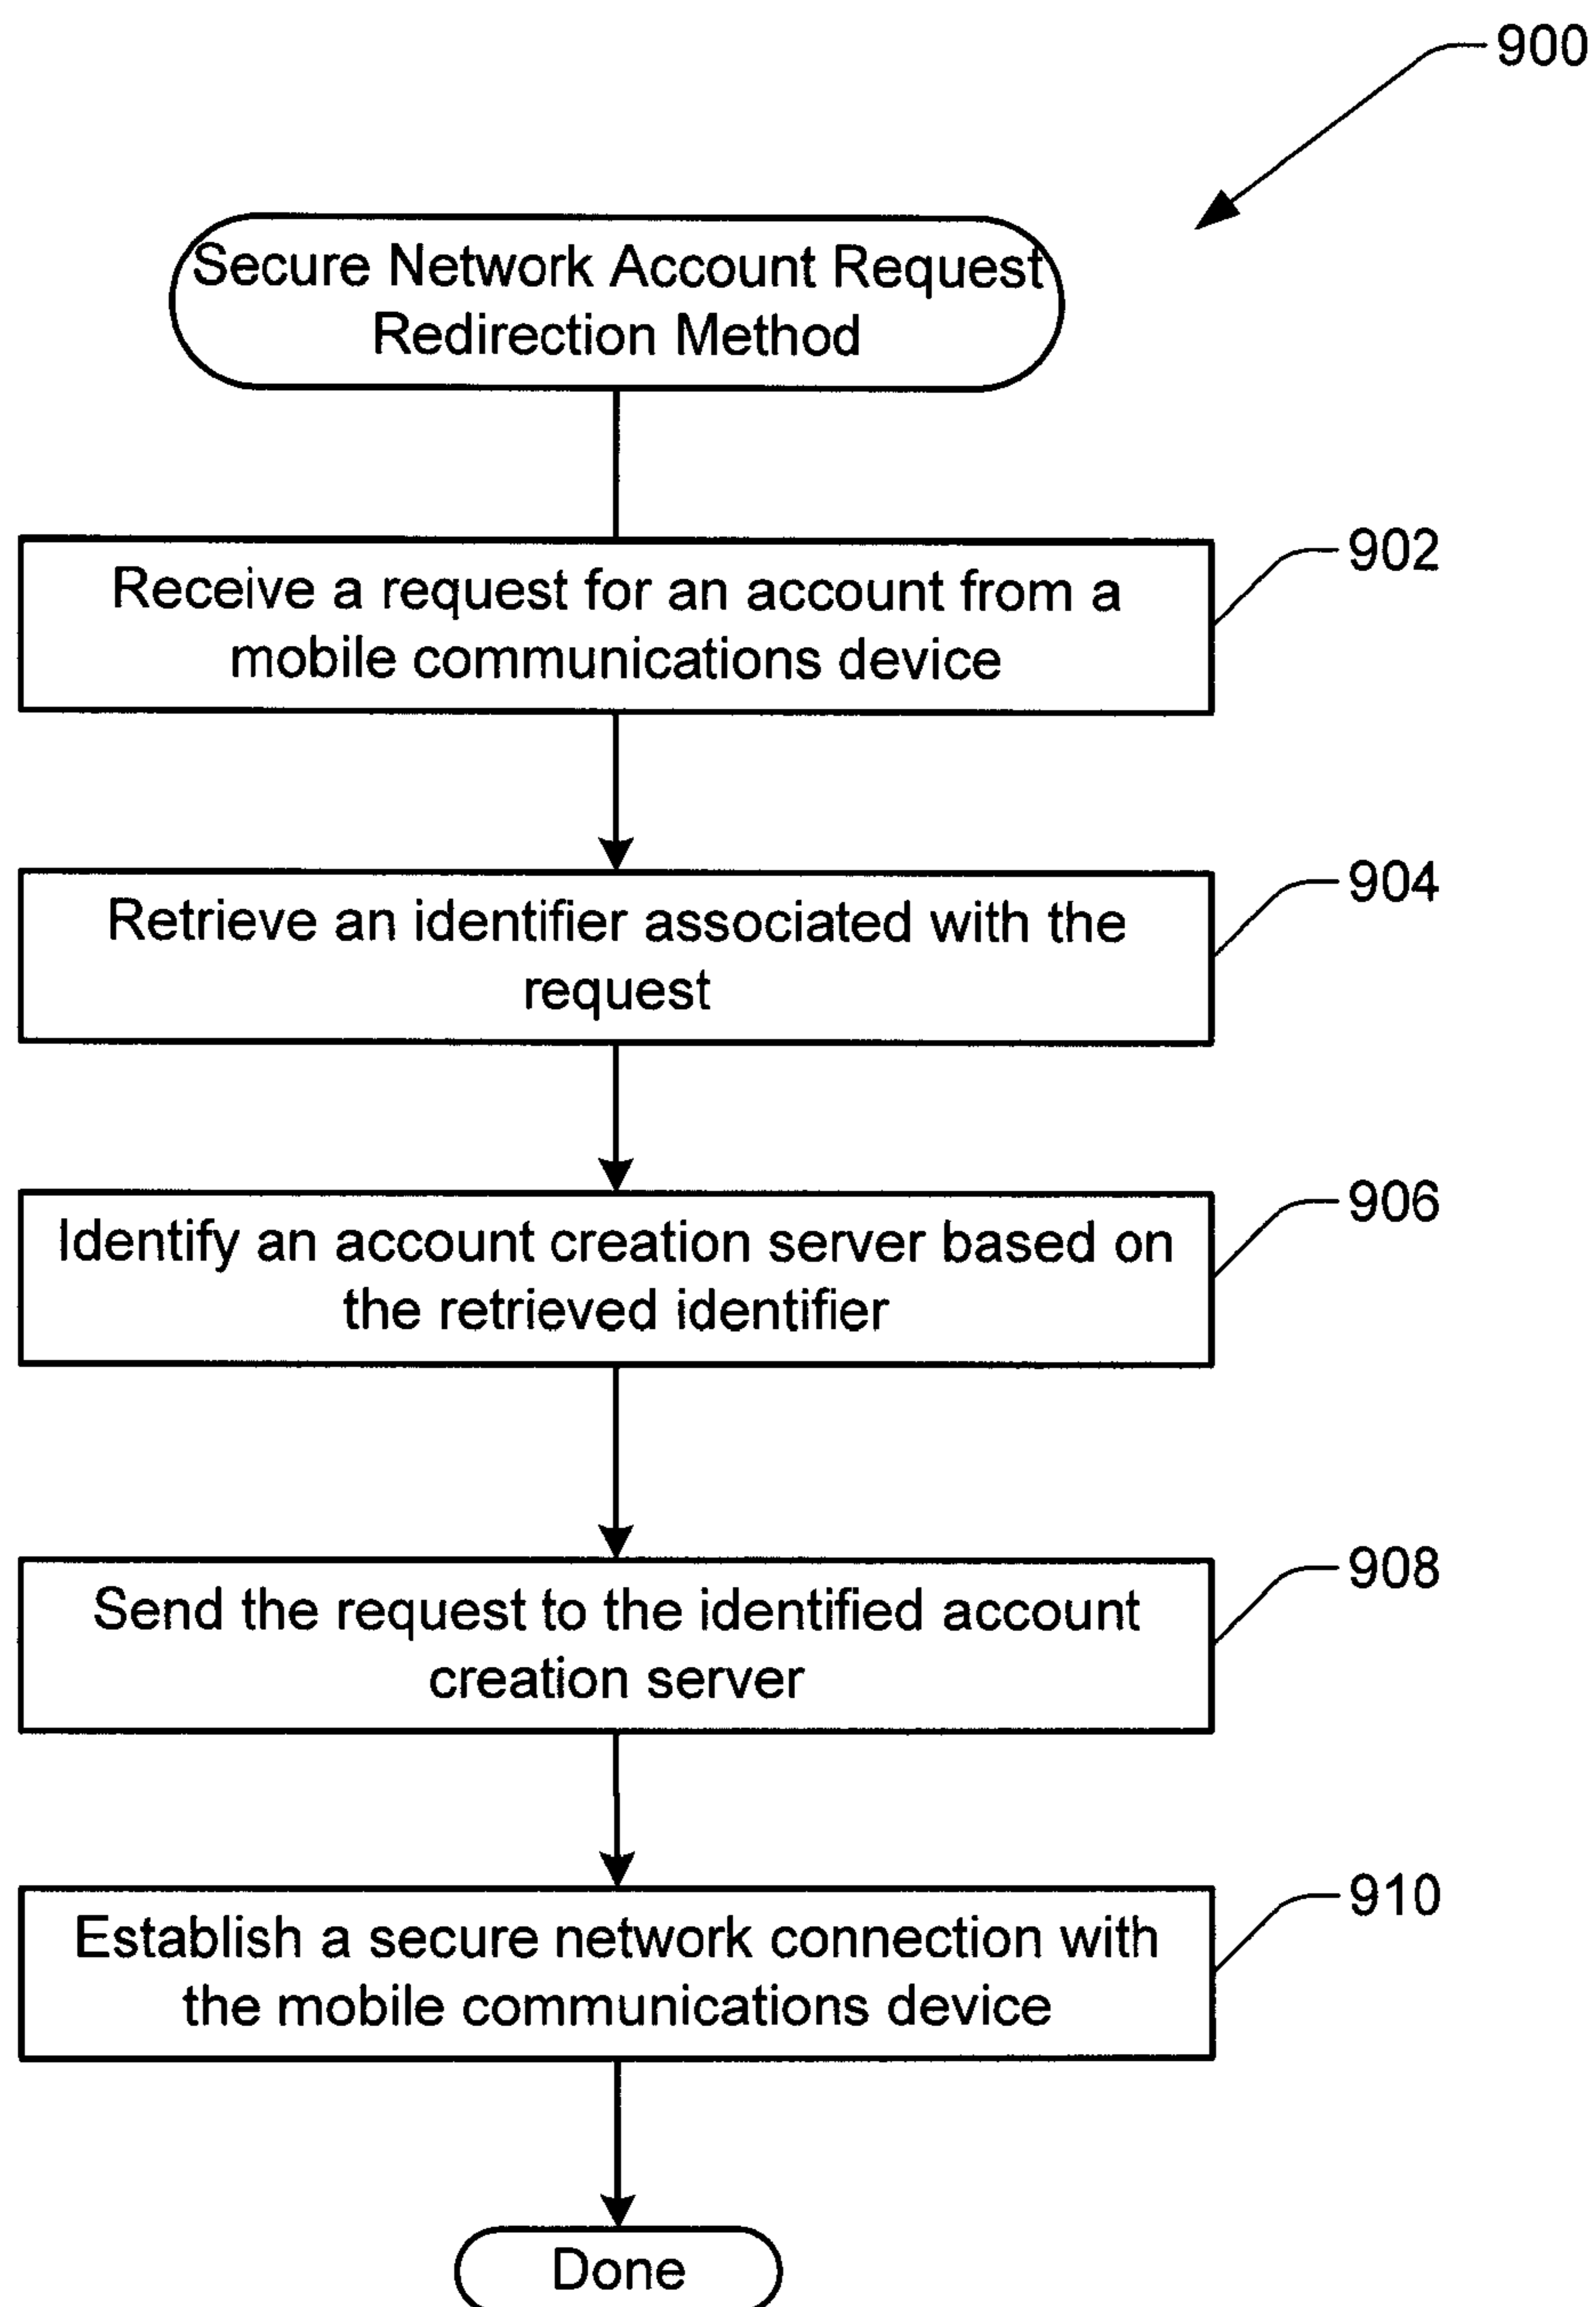 900
Secure Network Account Request
Redirection Method
902
Receive a request for an account from a
mobile communications device
904
Retrieve an identifier associated with the
request
906
Identify an account creation server based on
the retrieved identifier
908
Send the request to the identified account
creation server
910
Establish a secure network connection with
the mobile communications device
Done